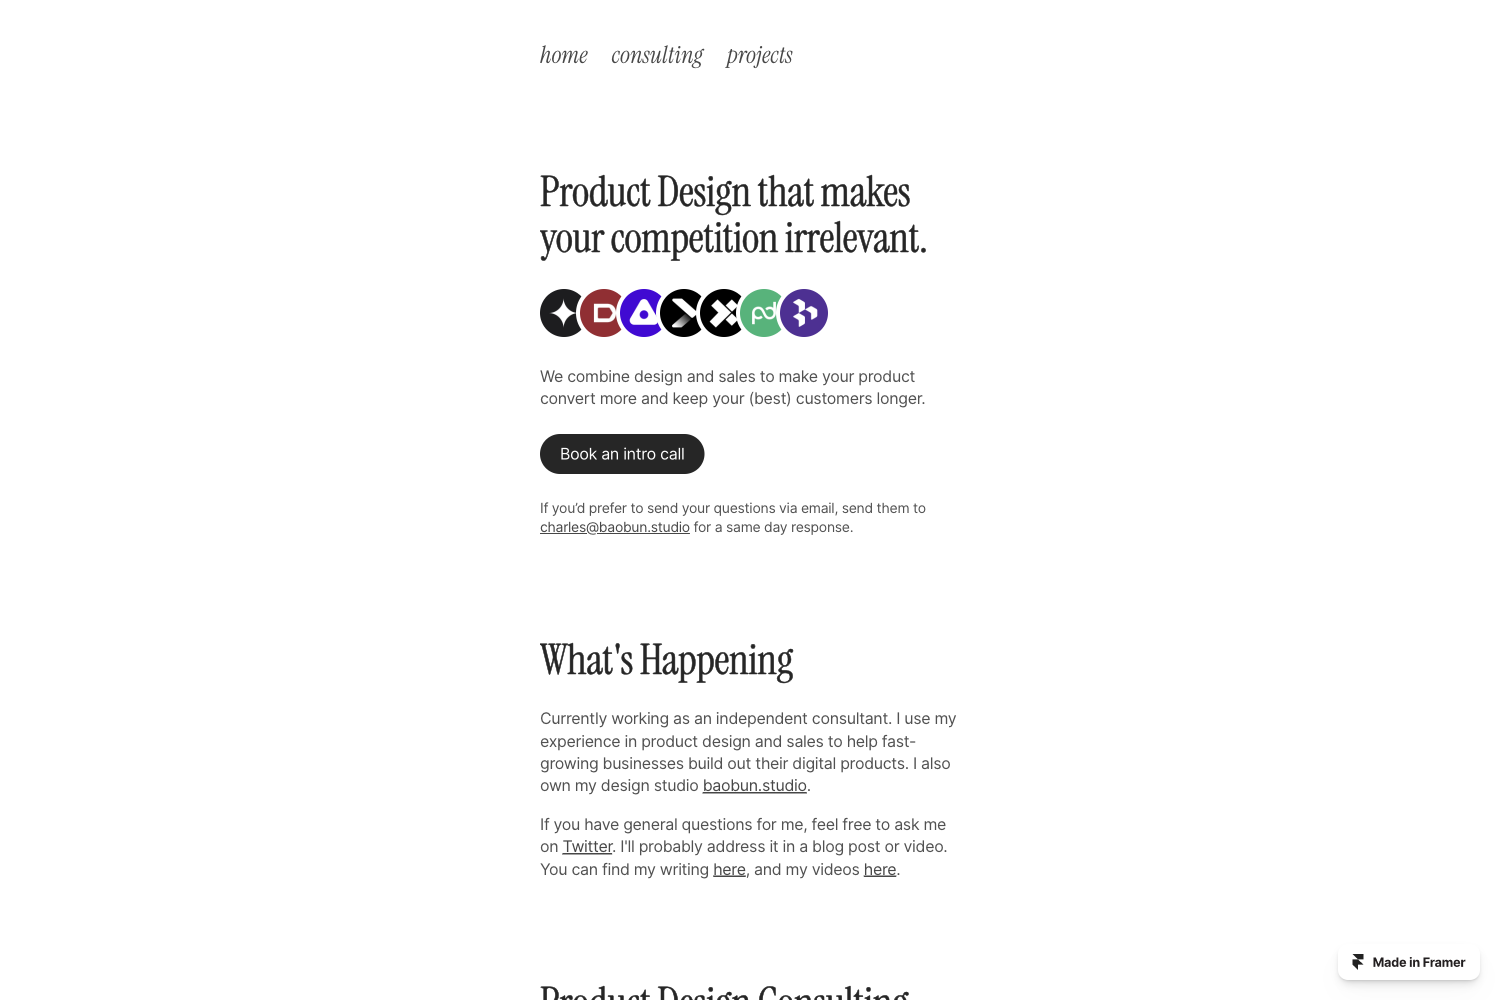 home consulting projects
Product Design that makes
your competition irrelevant.
We combine design and sales to make your product
convert more and keep your (best) customers longer.
Book an intro call
If you’d prefer to send your questions via email, send them to
charles@baobun.studio for a same day response.
What's Happening
Currently working as an independent consultant. I use my
experience in product design and sales to help fast-
growing businesses build out their digital products. I also
own my design studio baobun.studio.
If you have general questions for me, feel free to ask me
on Twitter. I'll probably address it in a blog post or video.
You can find my writing here, and my videos here.
Product Design Consulting
Made in Framer